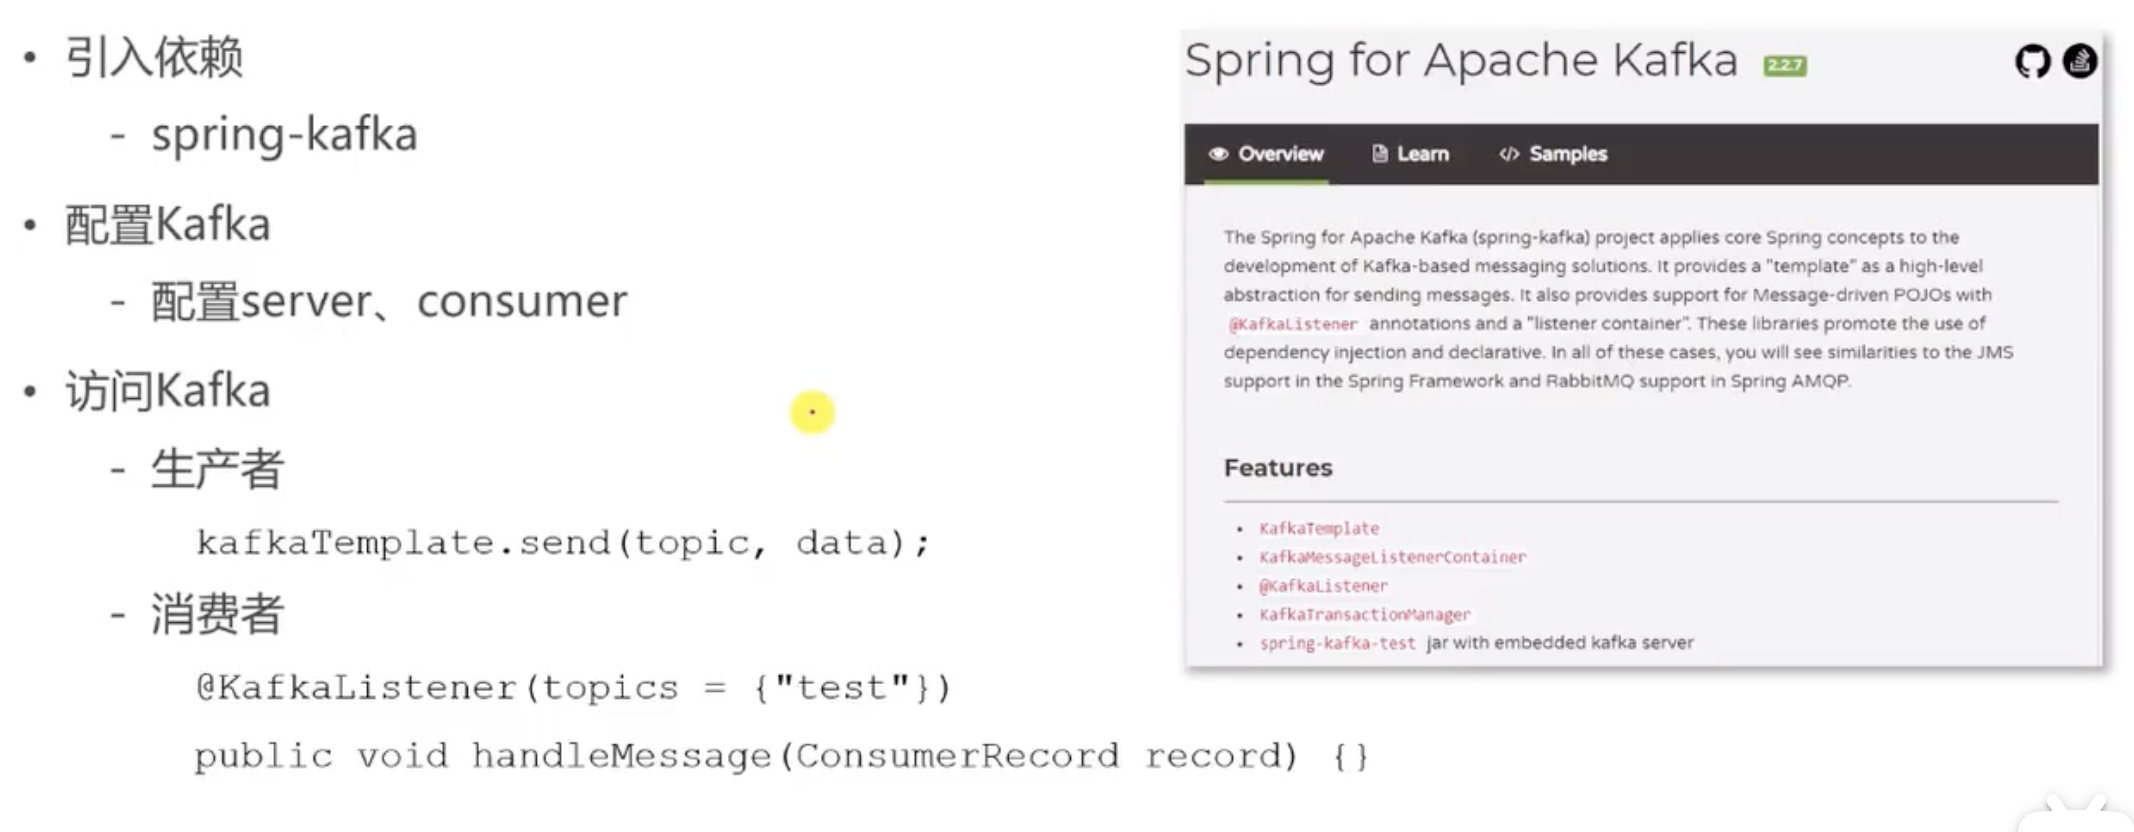 • 引入依赖
- spring-kafka
• 配置Kafka
- 配置server、consumer
• 访问Kafka
- 生产者
kafkaTemplate.send(topic, data);
- 消费者
@KafkaListener(topics = {"test"})
public void handleMessage(ConsumerRecord record) {}
Spring for Apache Kafka 2.2.7
Overview Learn </> Samples
The Spring for Apache Kafka (spring-kafka) project applies core Spring concepts to the
development of Kafka-based messaging solutions. It provides a "template" as a high-level
abstraction for sending messages. It also provides support for Message-driven POJOs with
@KafkaListener annotations and a "listener container". These libraries promote the use of
dependency injection and declarative. In all of these cases, you will see similarities to the JMS
support in the Spring Framework and RabbitMQ support in Spring AMQP.
Features
• KafkaTemplate
• KafkaMessageListenerContainer
• @KafkaListener
• KafkaTransactionManager
• spring-kafka-test jar with embedded kafka server